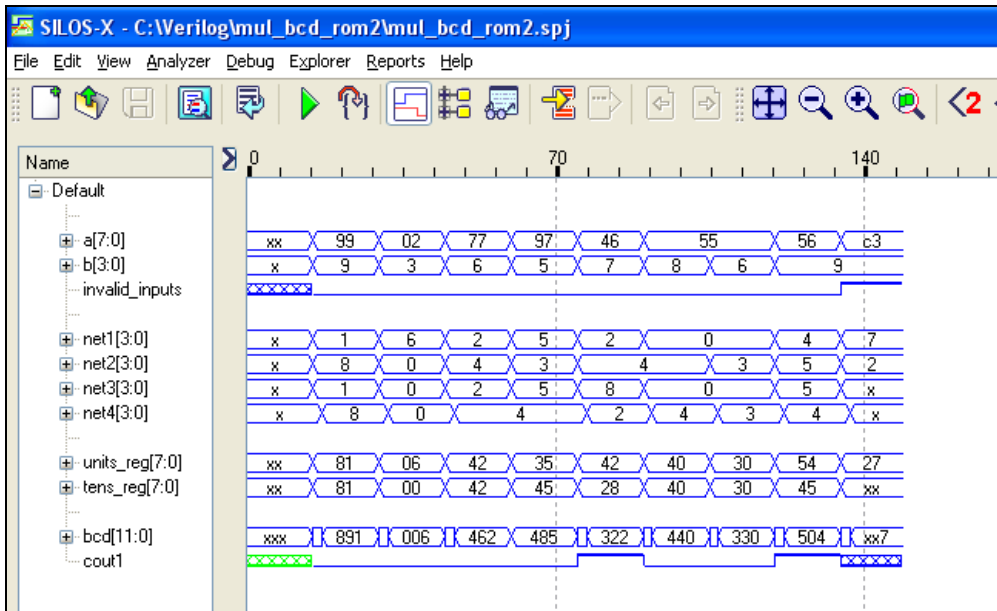 SILOS-X - C:\Verilog\mul_bcd_rom2\mul_bcd_rom2.spj
File Edit View Analyzer Debug Explorer Reports Help
2
Name 0 70 140
Default
a[7:0] xx 99 02 77 97 46 55 56 c3
b[3:0] x 9 3 6 5 7 8 6 9
invalid_inputs
net1[3:0] x 1 6 2 5 2 0 4 7
net2[3:0] x 8 0 4 3 4 3 5 2
net3[3:0] x 1 0 2 5 8 0 5 x
net4[3:0] x 8 0 4 2 4 3 4 x
units_reg[7:0] xx 81 06 42 35 42 40 30 54 27
tens_reg[7:0] xx 81 00 42 45 28 40 30 45 xx
bcd[11:0] xxx 891 006 462 485 322 440 330 504 xx7
cout1